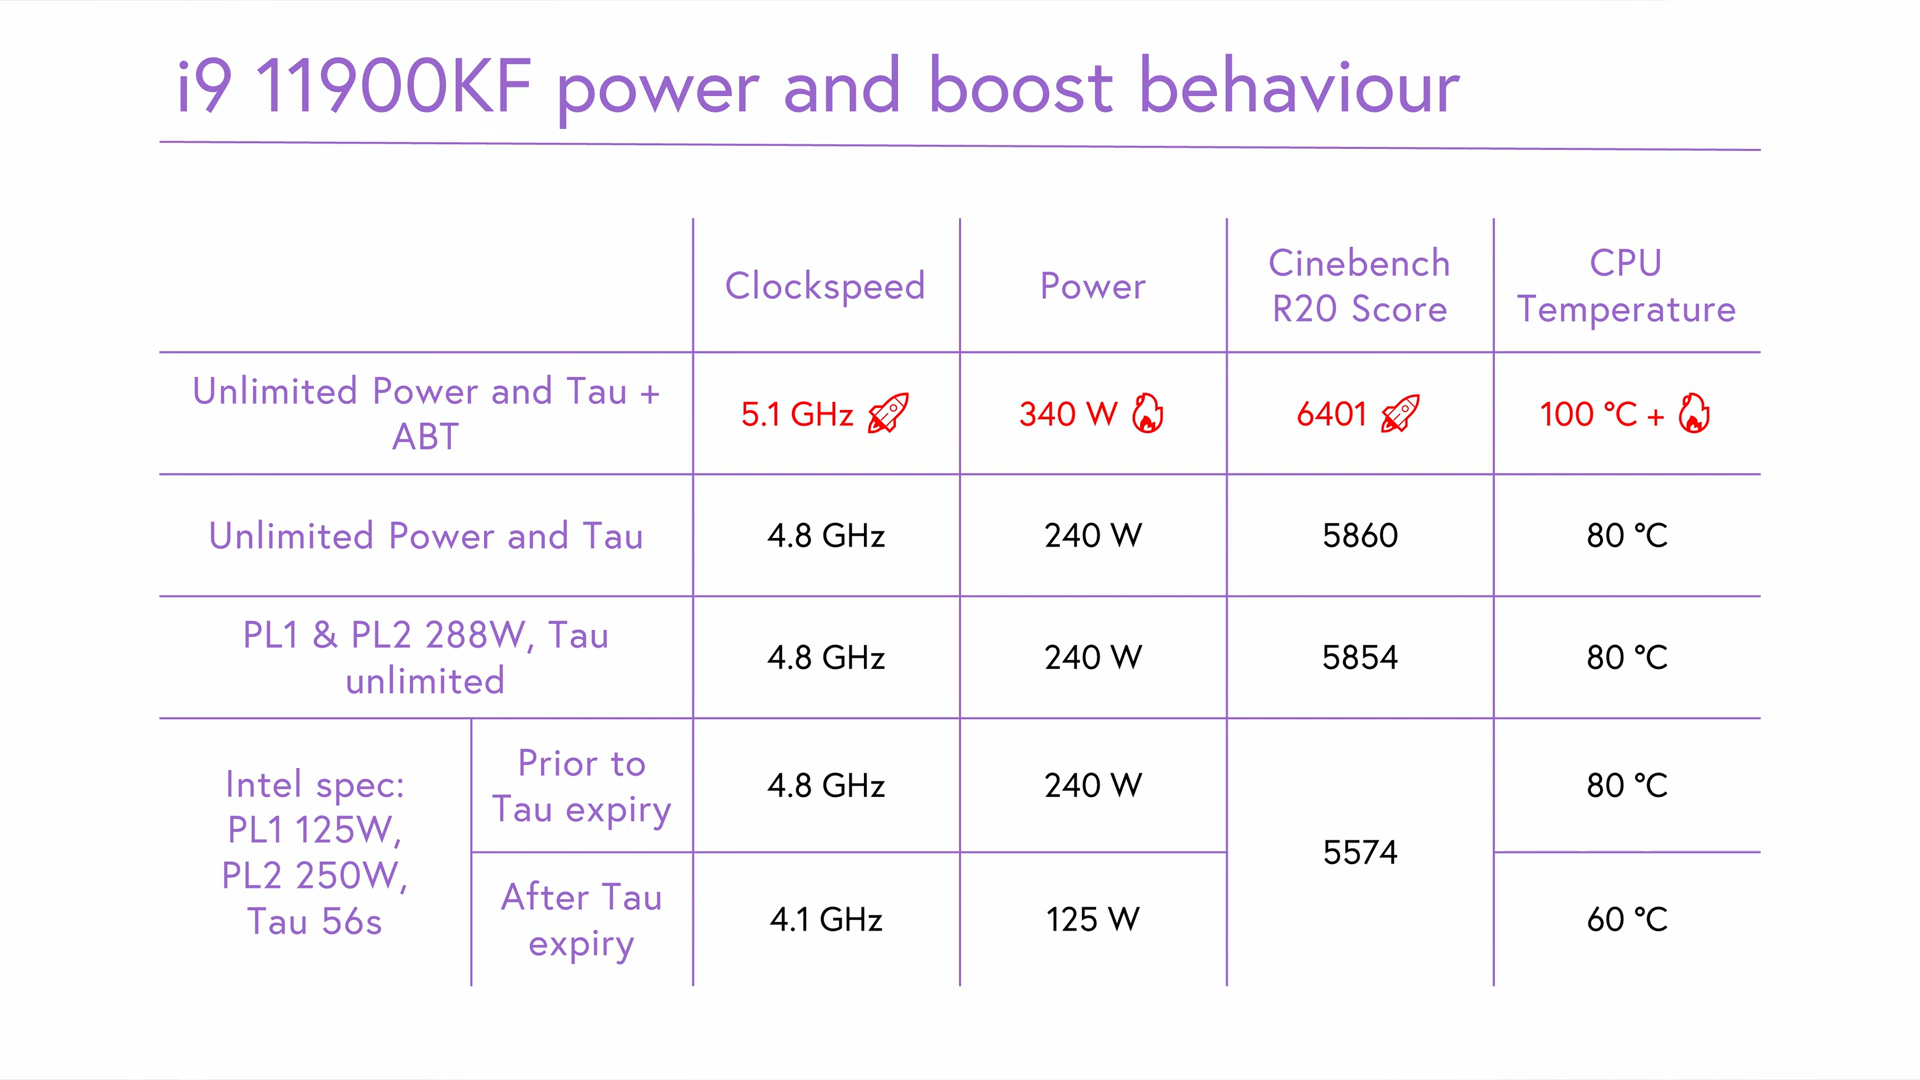 i9 11900KF power and boost behaviour
Clockspeed
Power
Cinebench
R20 Score
CPU
Temperature
Unlimited Power and Tau +
ABT
5.1 GHz
340 W
6401
100 °C +
Unlimited Power and Tau
4.8 GHz
240 W
5860
80 °C
PL1 & PL2 288W, Tau
unlimited
4.8 GHz
240 W
5854
80 °C
Intel spec:
PL1 125W,
PL2 250W,
Tau 56s
Prior to
Tau expiry
4.8 GHz
240 W
5574
80 °C
After Tau
expiry
4.1 GHz
125 W
60 °C